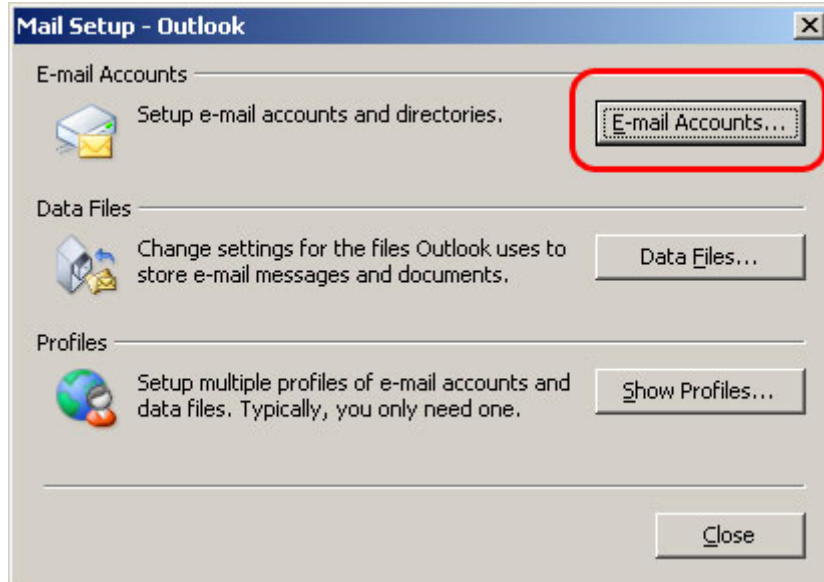 Mail Setup - Outlook
E-mail Accounts
Setup e-mail accounts and directories.
E-mail Accounts...
Data Files
Change settings for the files Outlook uses to
store e-mail messages and documents.
Data Files...
Profiles
Setup multiple profiles of e-mail accounts and
data files. Typically, you only need one.
Show Profiles...
Close